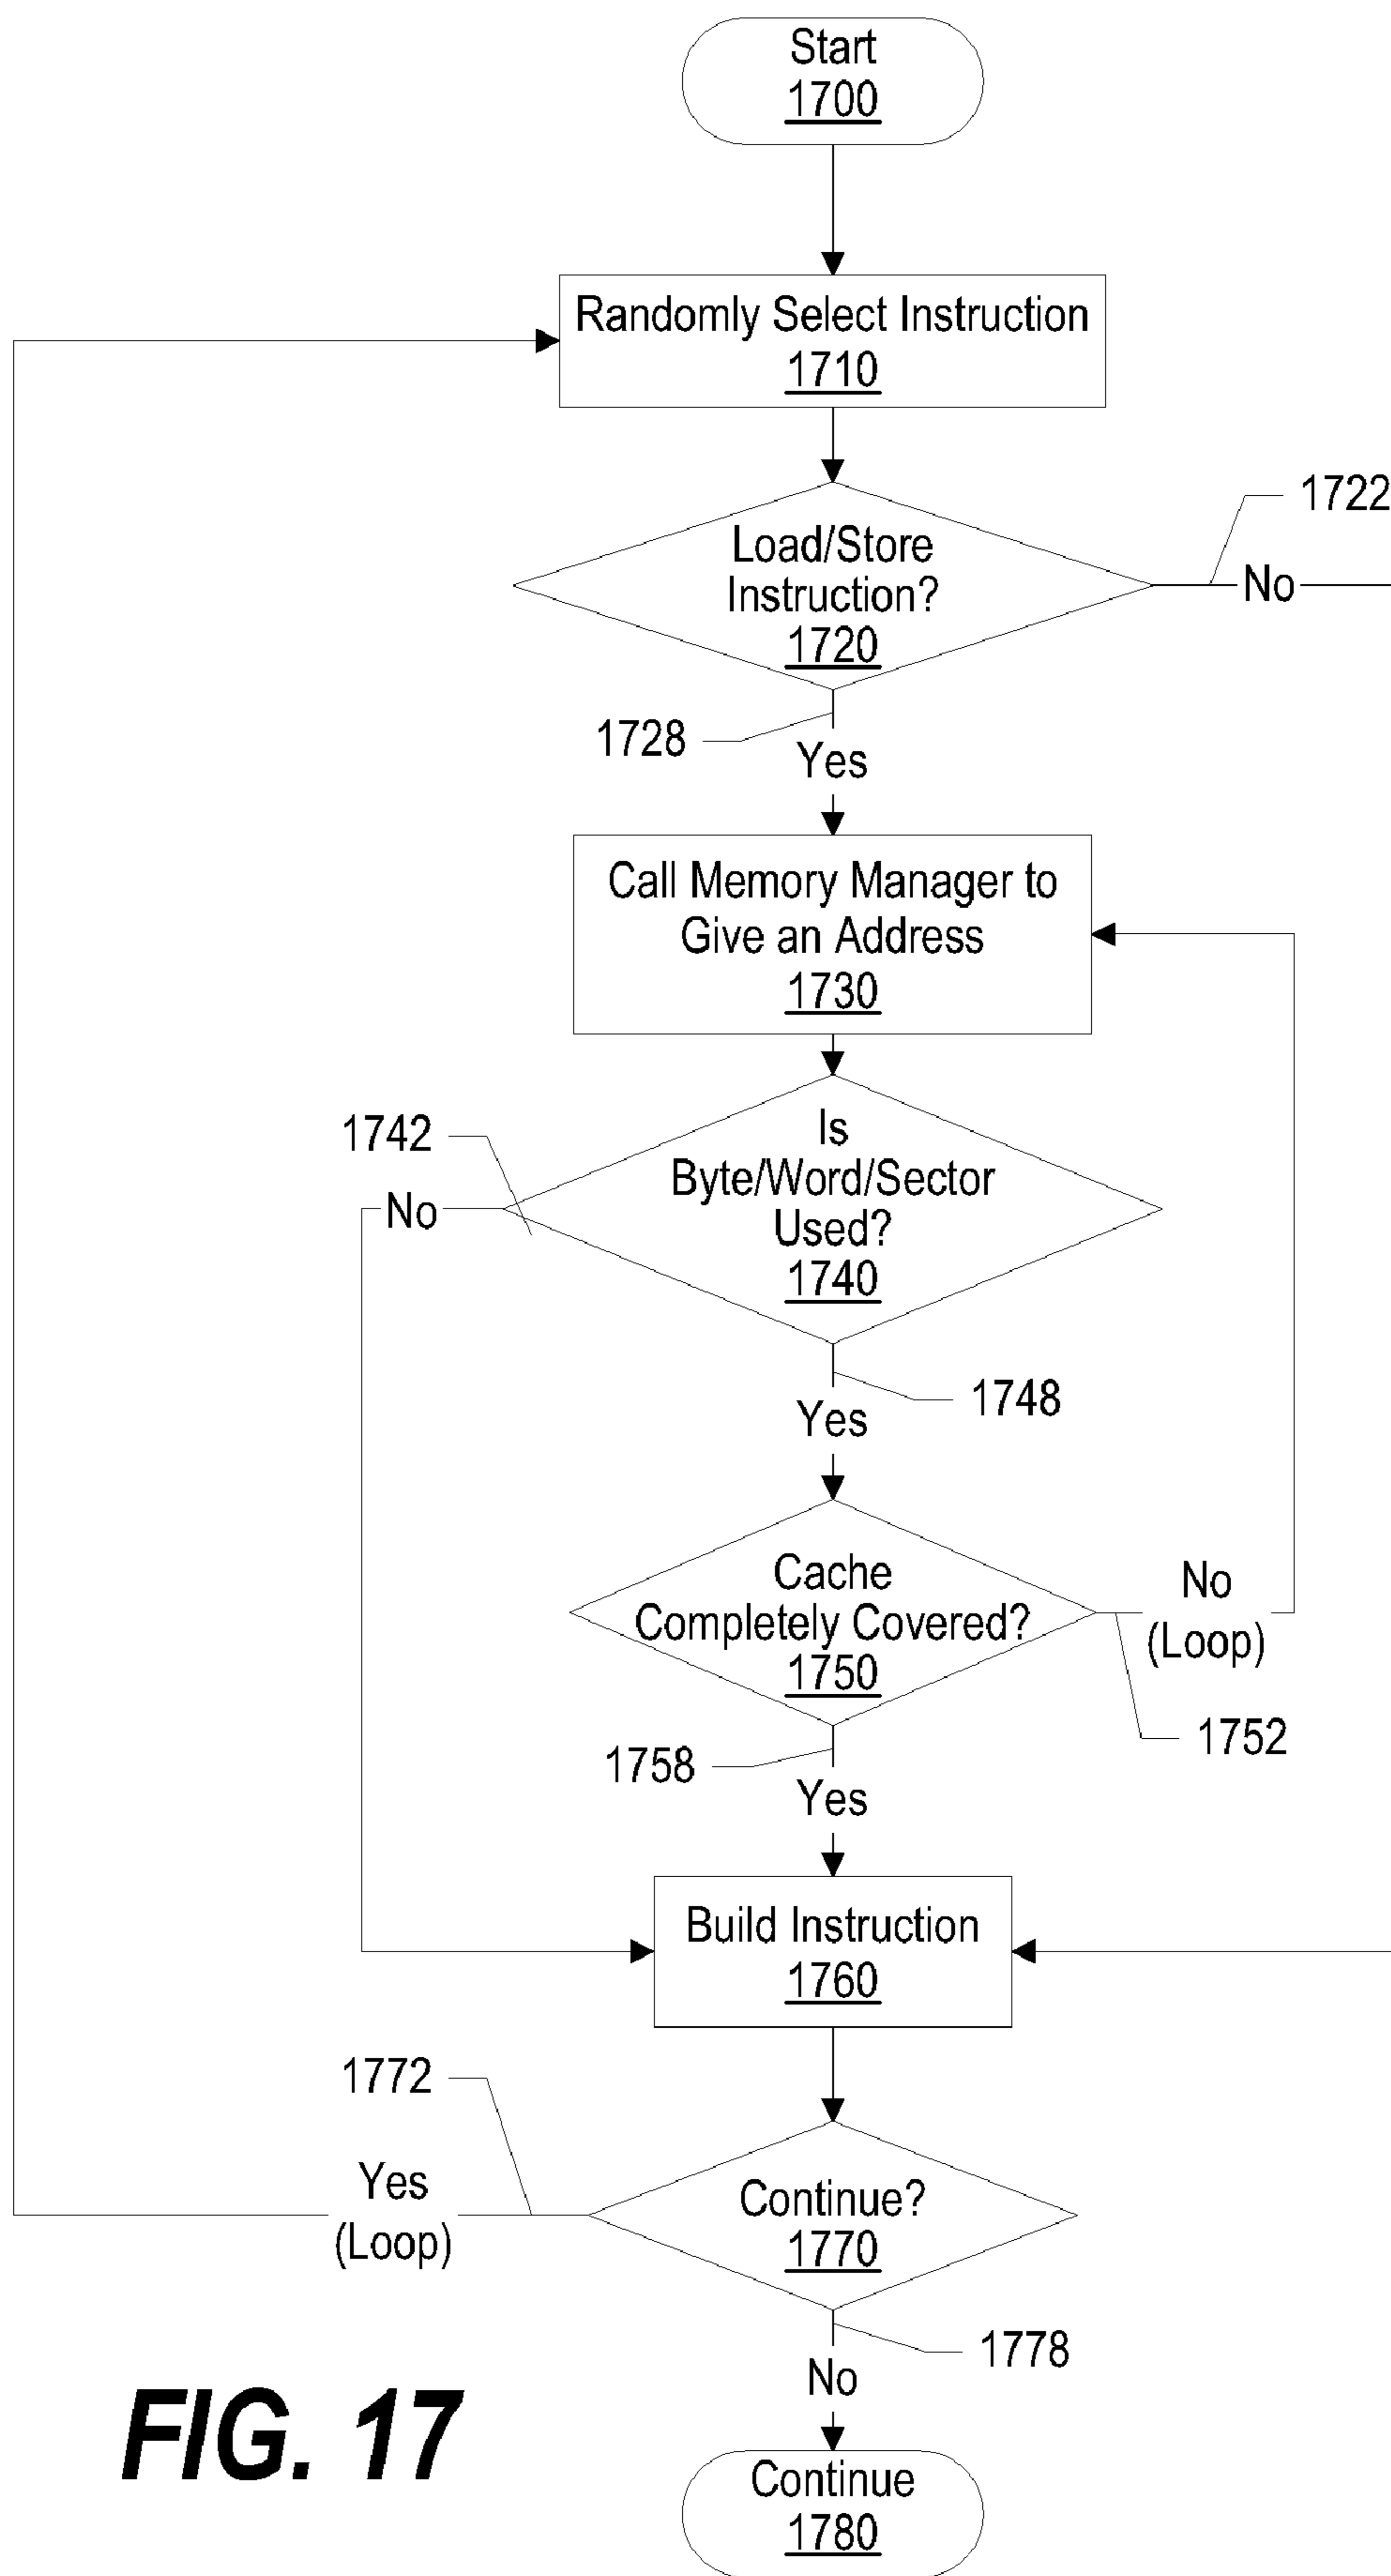 Start
1700
Randomly Select Instruction
1710
1722
Load/Store
Instruction?
1720
No
1728
Yes
Call Memory Manager to
Give an Address
1730
1742
Is
Byte/Word/Sector
Used?
1740
No
1748
Yes
Cache
Completely Covered?
1750
No
(Loop)
1752
1758
Yes
Build Instruction
1760
1772
Yes
(Loop)
Continue?
1770
1778
No
FIG. 17
Continue
1780